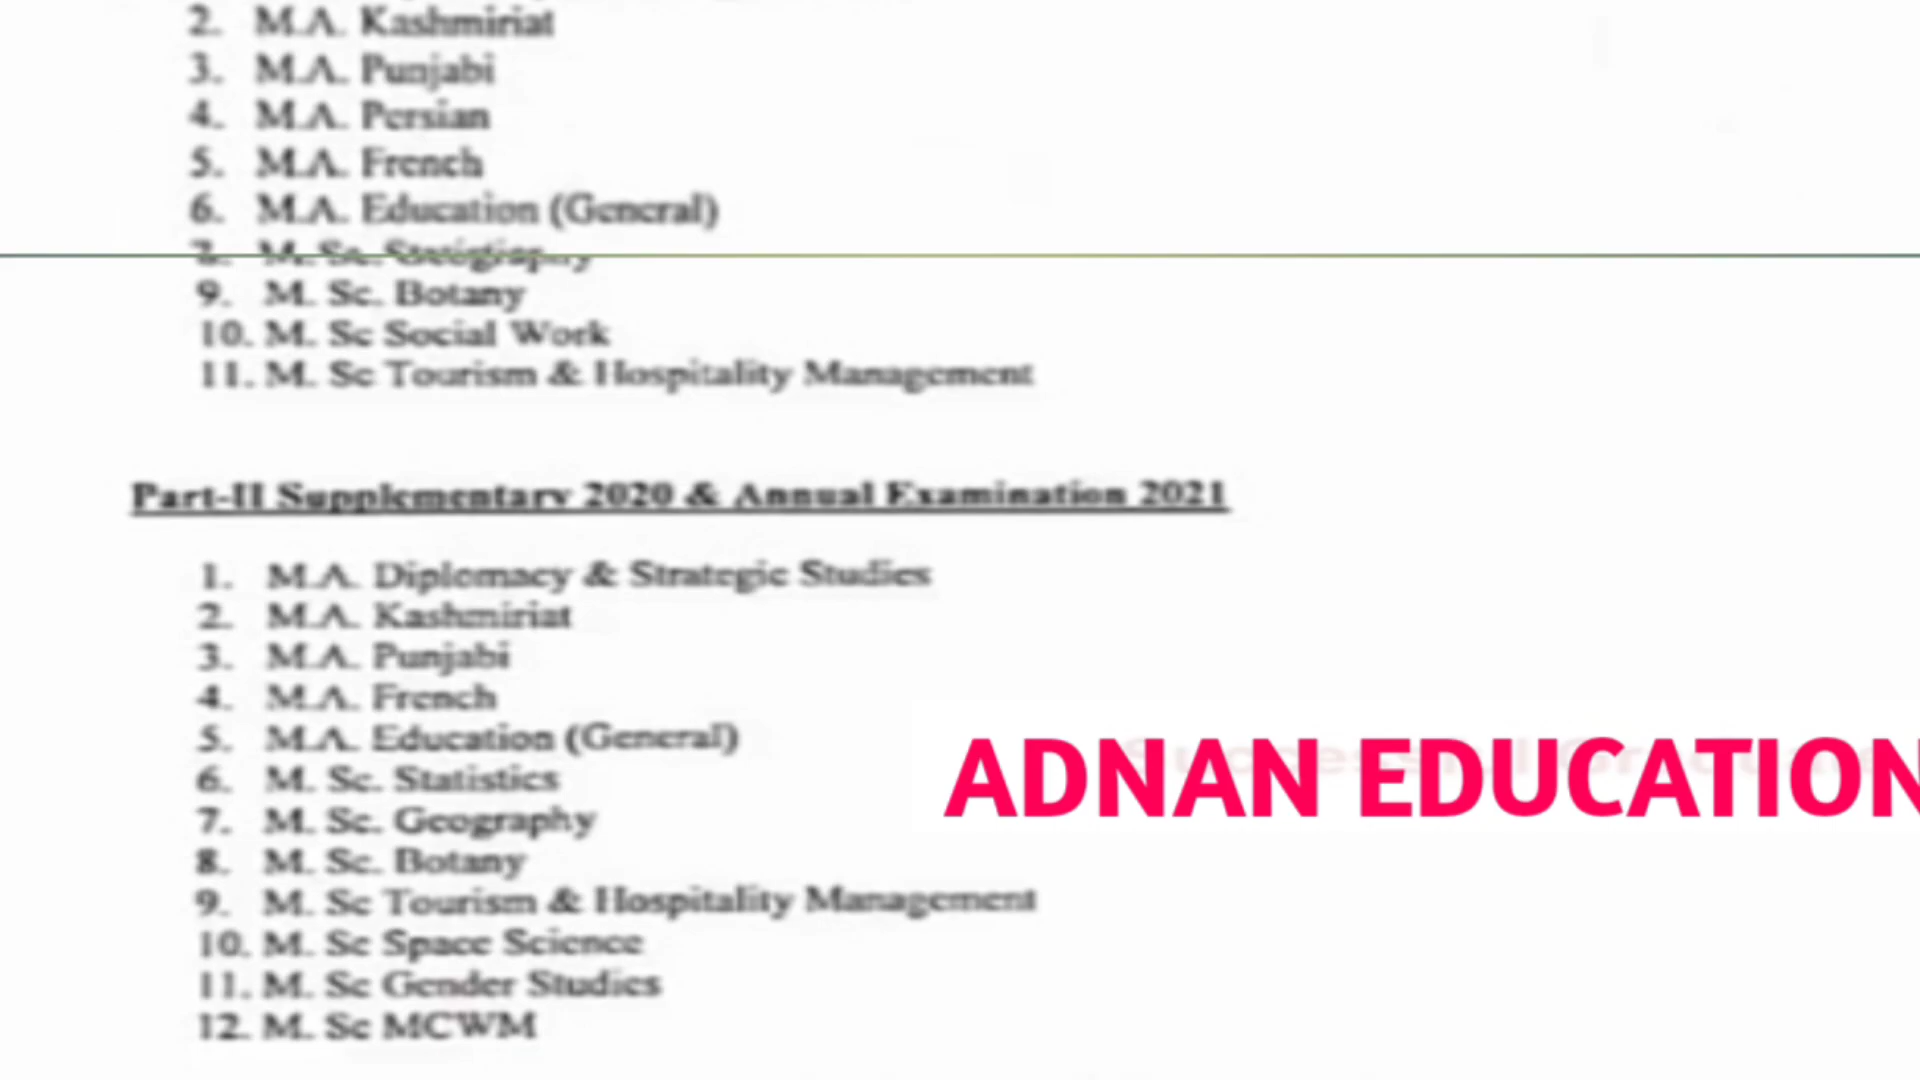 2. M.A. Kashmiriat
3. M.A. Punjabi
4. M.A. Persian
5. M.A. French
6. M.A. Education (General)
M. Sc.
9. M. Sc. Botany
10. M. Sc Social Work
11. M. Sc Tourism & Hospitality Management
Part-II Supplementary 2020 & Annual Examination 2021
1. M.A. Diplomacy & Strategic Studies
2. M.A. Kashmiriat
3. M.A. Punjabi
4. M.A. French
5. M.A. Education (General)
ADNAN EDUCATION
6. M. Sc. Statistics
7. M. Sc. Geography
8. M. Sc. Botany
9. M. Sc Tourism & Hospitality Management
10. M. Sc Space Science
11. M. Sc Gender Studies
12. M. Sc MCWM